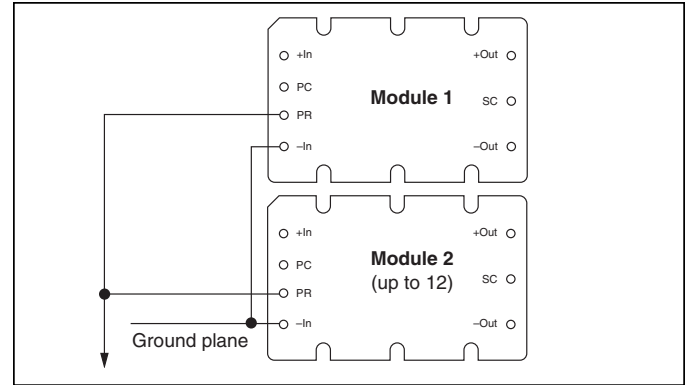 +In
+Out
PC
Module 1
SC
PR
–In
–Out
+In
+Out
Module 2
PC
(up to 12)
SC
PR
–In
–Out
Ground plane